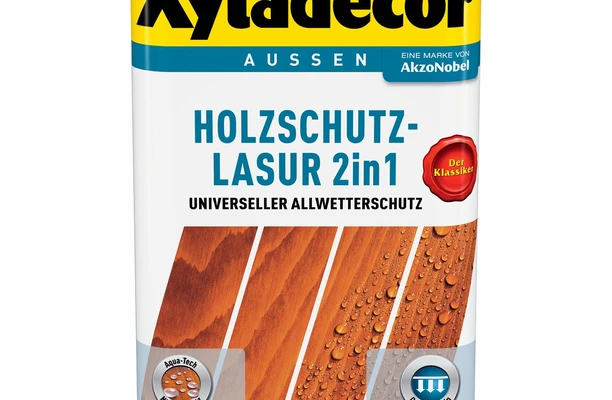 Xyladecor
AUSSEN
EINE MARKE VON
AkzoNobel
HOLZSCHUTZ-
LASUR 2in1
Der
Klassiker
UNIVERSELLER ALLWETTERSCHUTZ
Aqua-Tech